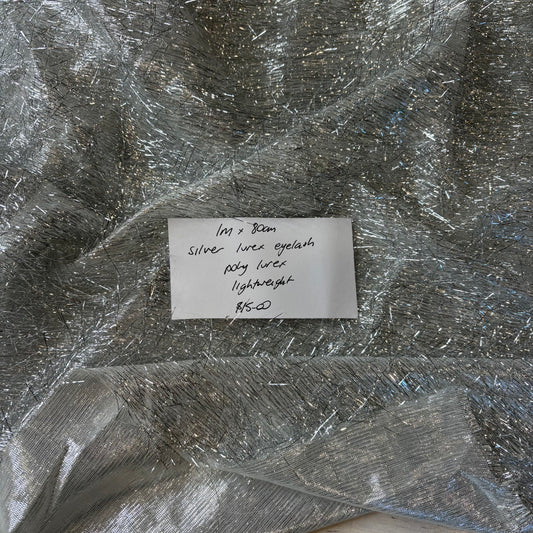 1m x 80cm
silver lurex eyelash
poly lurex
lightweight
$15-00